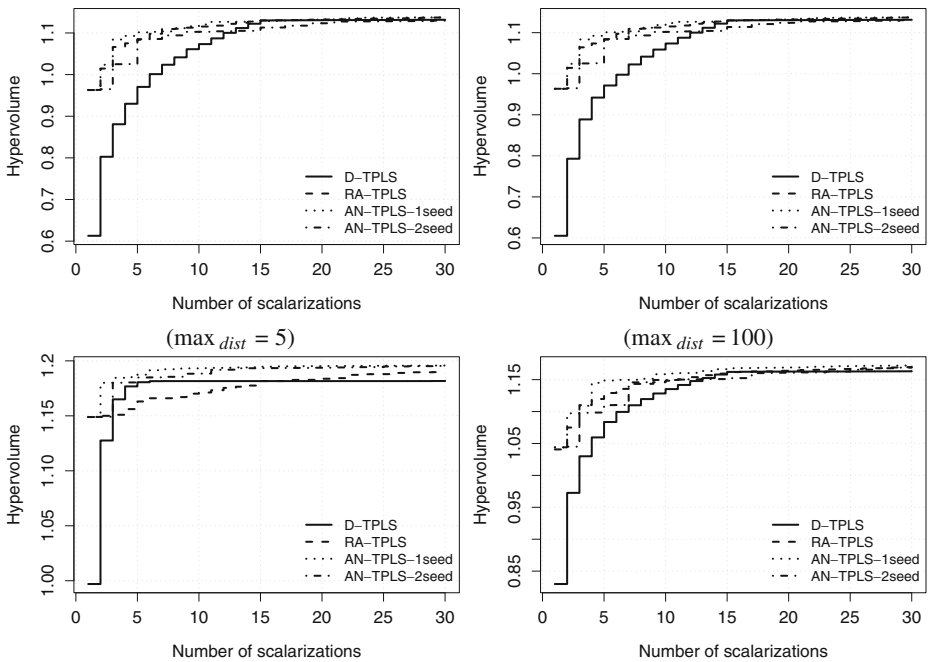 Hypervolume
0.6 0.7 0.8 0.9 1.0 1.1
D−TPLS
RA−TPLS
AN−TPLS−1seed
AN−TPLS−2seed
0 5 10 15 20 25 30
Number of scalarizations
Hypervolume
0.6 0.7 0.8 0.9 1.0 1.1
D−TPLS
RA−TPLS
AN−TPLS−1seed
AN−TPLS−2seed
0 5 10 15 20 25 30
Number of scalarizations
(max dist = 5)
(max dist = 100)
Hypervolume
1.00 1.05 1.10 1.15 1.2
D−TPLS
RA−TPLS
AN−TPLS−1seed
AN−TPLS−2seed
0 5 10 15 20 25 30
Number of scalarizations
Hypervolume
0.85 0.95 1.05 1.15
D−TPLS
RA−TPLS
AN−TPLS−1seed
AN−TPLS−2seed
0 5 10 15 20 25 30
Number of scalarizations